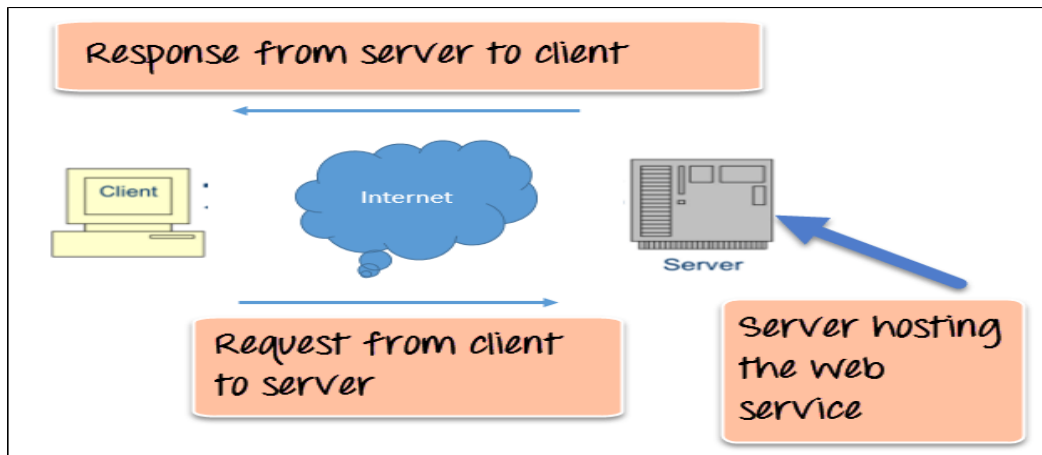 Response from server to client
Client
Internet
Server
Request from client
to server
Server hosting
the web
service